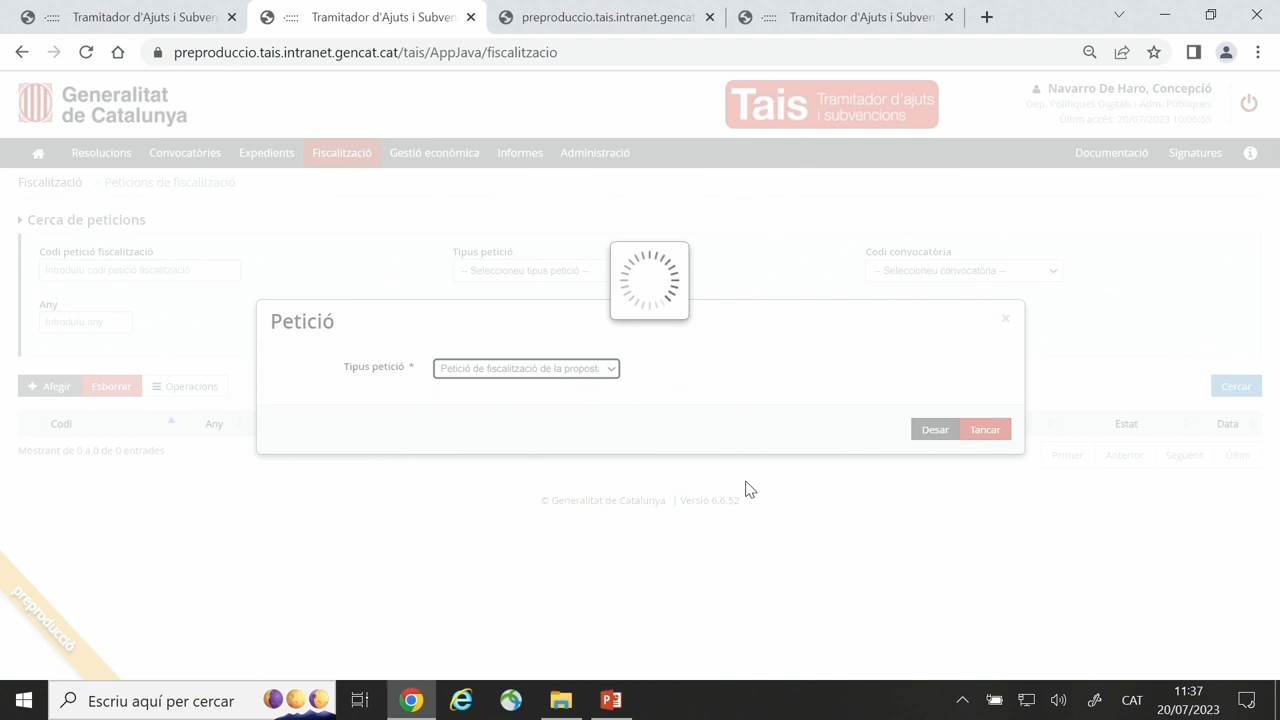 Tramitador d'Ajuts i Subven
Tramitador d'Ajuts i Subven
preproduccio.tais.intranet.gencat
Tramitador d'Ajuts i Subven
preproduccio.tais.intranet.gencat.cat/tais/AppJava/fiscalitzacio
Generalitat
de Catalunya
Tais Tramitador d'ajuts
i subvencions
Navarro De Haro, Concepció
Dep. Polítiques Digitals i Adm. Públiques
Últim accés: 20/07/2023 10:06:55
Resolucions Convocatòries Expedients Fiscalització Gestió econòmica Informes Administració Documentació Signatures
Fiscalització > Peticions de fiscalització
Cerca de peticions
Codi petició fiscalització Tipus petició Codi convocatòria
Introduïu codi petició fiscalització -- Seleccioneu tipus petició -- -- Seleccioneu convocatòria --
Any
Introduïu any
Petició
Tipus petició * Petició de fiscalització de la propost
Afegir Esborrar Operacions Cercar
Codi Any Estat Data
Desar Tancar
Mostrant de 0 a 0 de 0 entrades
Primer Anterior Següent Últim
© Generalitat de Catalunya | Versió 6.6.52
preproducció
Escriu aquí per cercar
CAT
11:37
20/07/2023